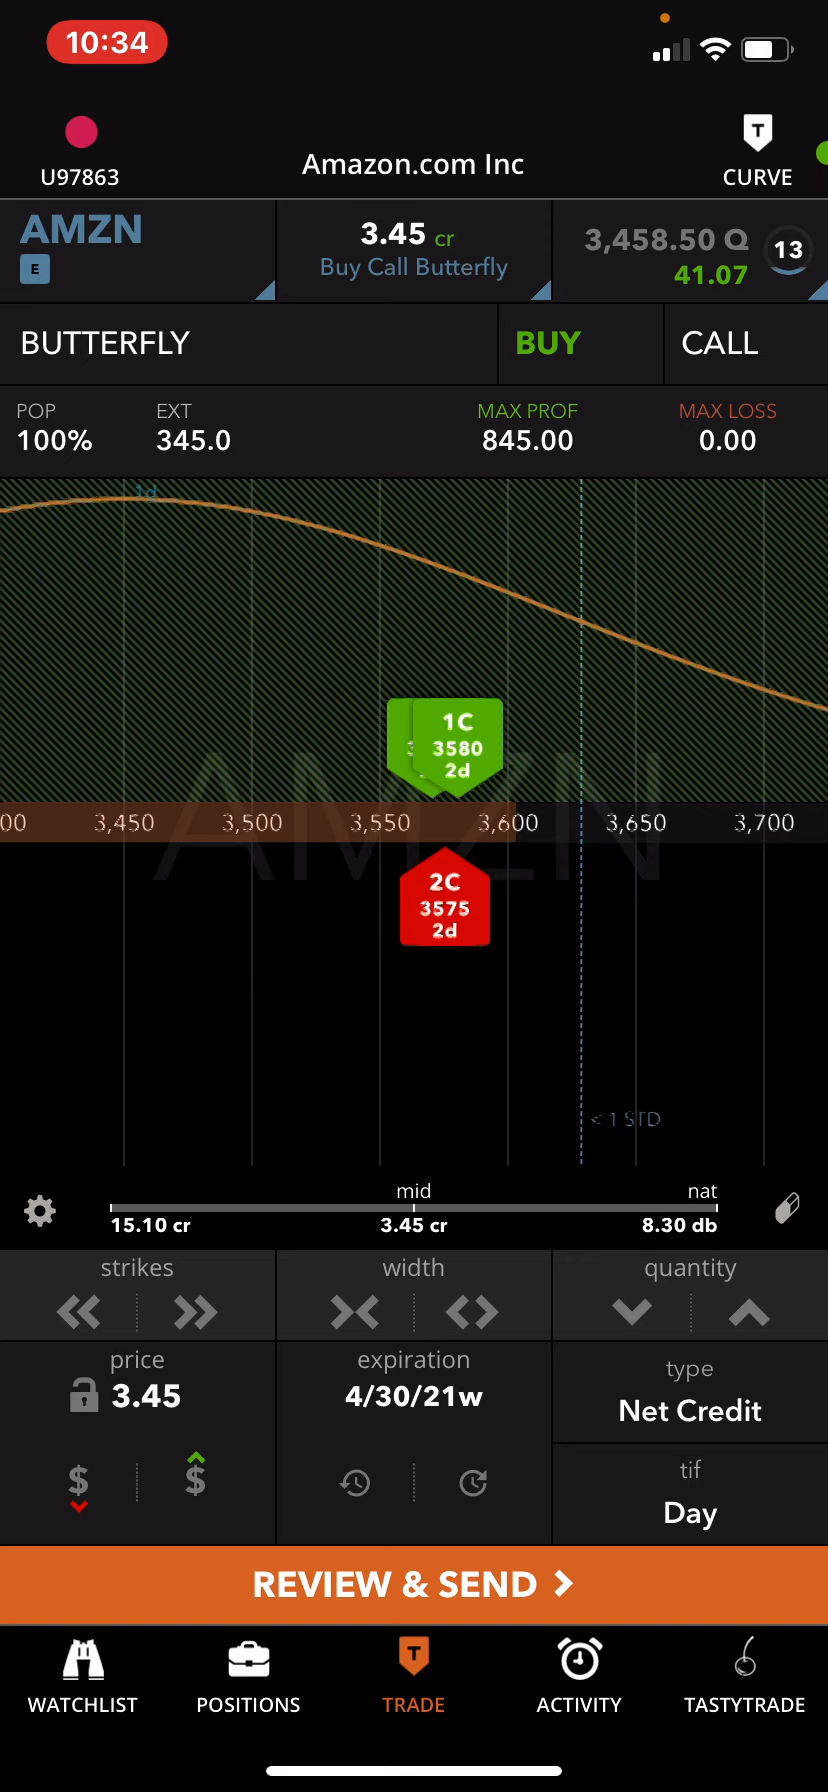 10:34
U97863
Amazon.com Inc
T
CURVE
AMZN
E
3.45 cr
Buy Call Butterfly
3,458.50 Q
41.07
13
BUTTERFLY
BUY
CALL
POP
100%
EXT
345.0
MAX PROF
845.00
MAX LOSS
0.00
1d
1C
3580
2d
AMZN
00
3,450
3,500
3,550
3,600
3,650
3,700
2C
3575
2d
< 1 STD
mid
nat
15.10 cr
3.45 cr
8.30 db
strikes
width
quantity
price
3.45
expiration
4/30/21w
type
Net Credit
$
$
tif
Day
REVIEW & SEND
WATCHLIST
POSITIONS
T
TRADE
ACTIVITY
TASTYTRADE